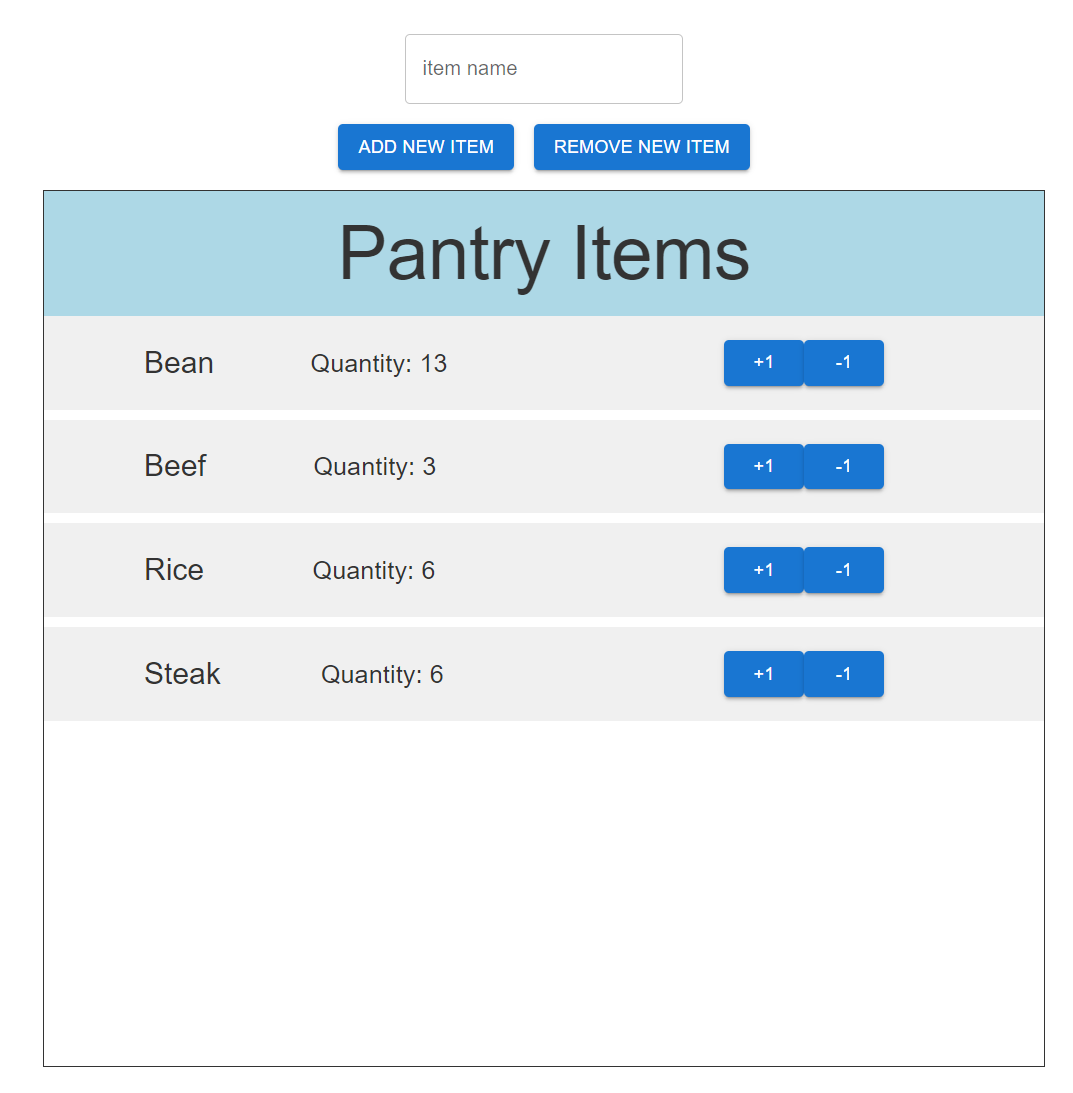 item name
ADD NEW ITEM REMOVE NEW ITEM
Pantry Items
Bean Quantity: 13 +1 -1
Beef Quantity: 3 +1 -1
Rice Quantity: 6 +1 -1
Steak Quantity: 6 +1 -1